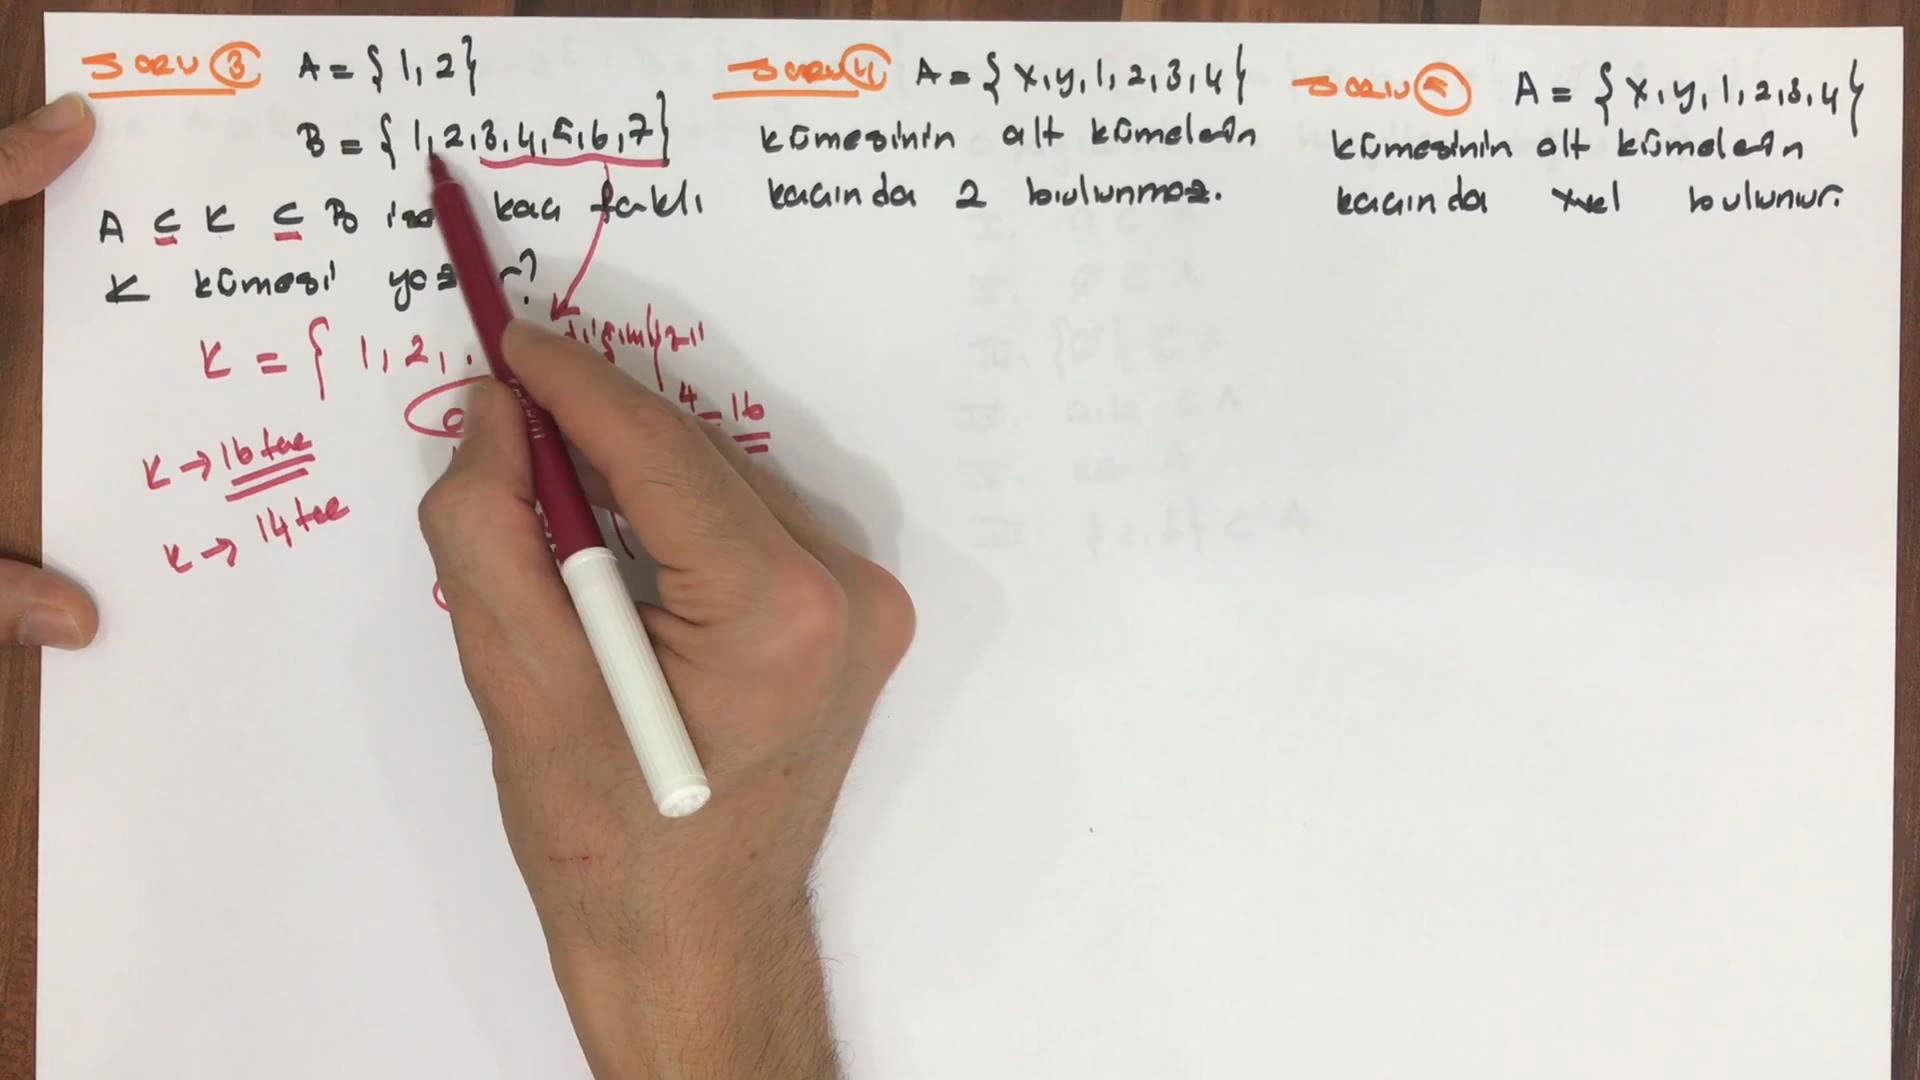 SORU 3 A = {1, 2}
B = {1, 2, 3, 4, 5, 6, 7}
A ⊆ K ⊆ B kaç farklı
K kümesi
K = { 1, 2, .
4 = 16
K → 16 tane
K → 14 tane
SORU 4 A = {x, y, 1, 2, 3, 4}
kümesinin alt kümelerin
kaçında 2 bulunmaz.
SORU 5 A = {x, y, 1, 2, 3, 4}
kümesinin alt kümelerin
kaçında bulunur.